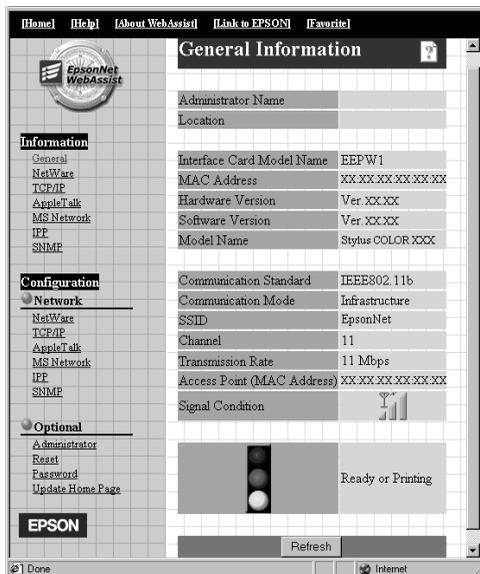 [Home] [Help] [About WebAssist] [Link to EPSON] [Favorite]
EpsonNet
WebAssist
General Information
?
Administrator Name
Location
Information
General
NetWare
TCP/IP
AppleTalk
MS Network
IPP
SNMP
Interface Card Model Name EEPW1
MAC Address XX:XX:XX:XX:XX:XX
Hardware Version Ver.XX.XX
Software Version Ver.XX.XX
Model Name Stylus COLOR XXX
Configuration
Network
NetWare
TCP/IP
AppleTalk
MS Network
IPP
SNMP
Communication Standard IEEE802.11b
Communication Mode Infrastructure
SSID EpsonNet
Channel 11
Transmission Rate 11 Mbps
Access Point (MAC Address) XX:XX:XX:XX:XX:XX
Signal Condition
Optional
Administrator
Reset
Password
Update Home Page
Ready or Printing
EPSON
Refresh
Done Internet